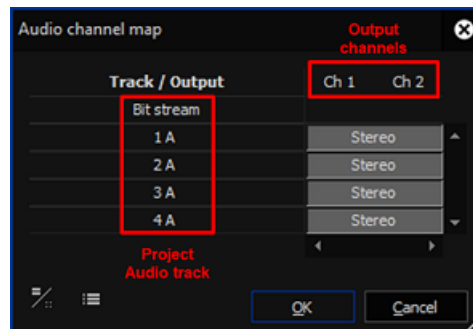 Audio channel map
Output
channels
Track / Output
Ch 1 Ch 2
Bit stream
1 A Stereo
2 A Stereo
3 A Stereo
4 A Stereo
Project
Audio track
OK Cancel